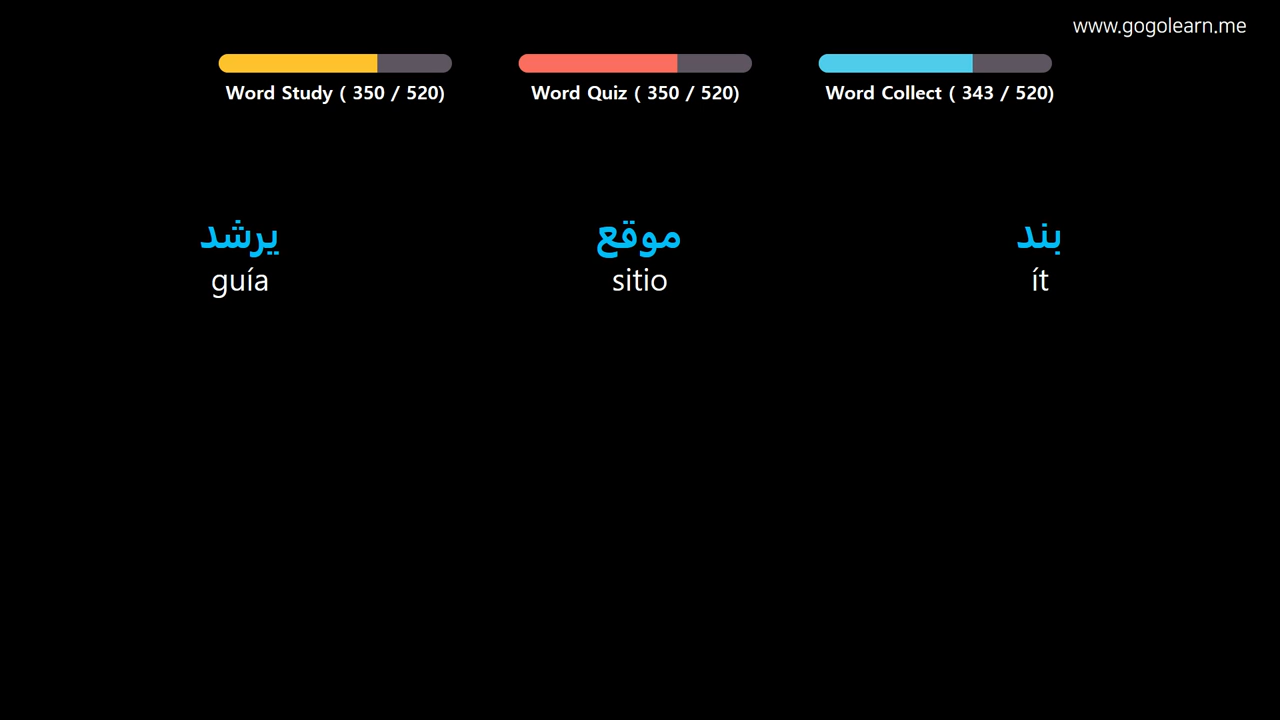 www.gogolearn.me
Word Study ( 350 / 520)
Word Quiz ( 350 / 520)
Word Collect ( 343 / 520)
يرشد
guía
موقع
sitio
بند
ít